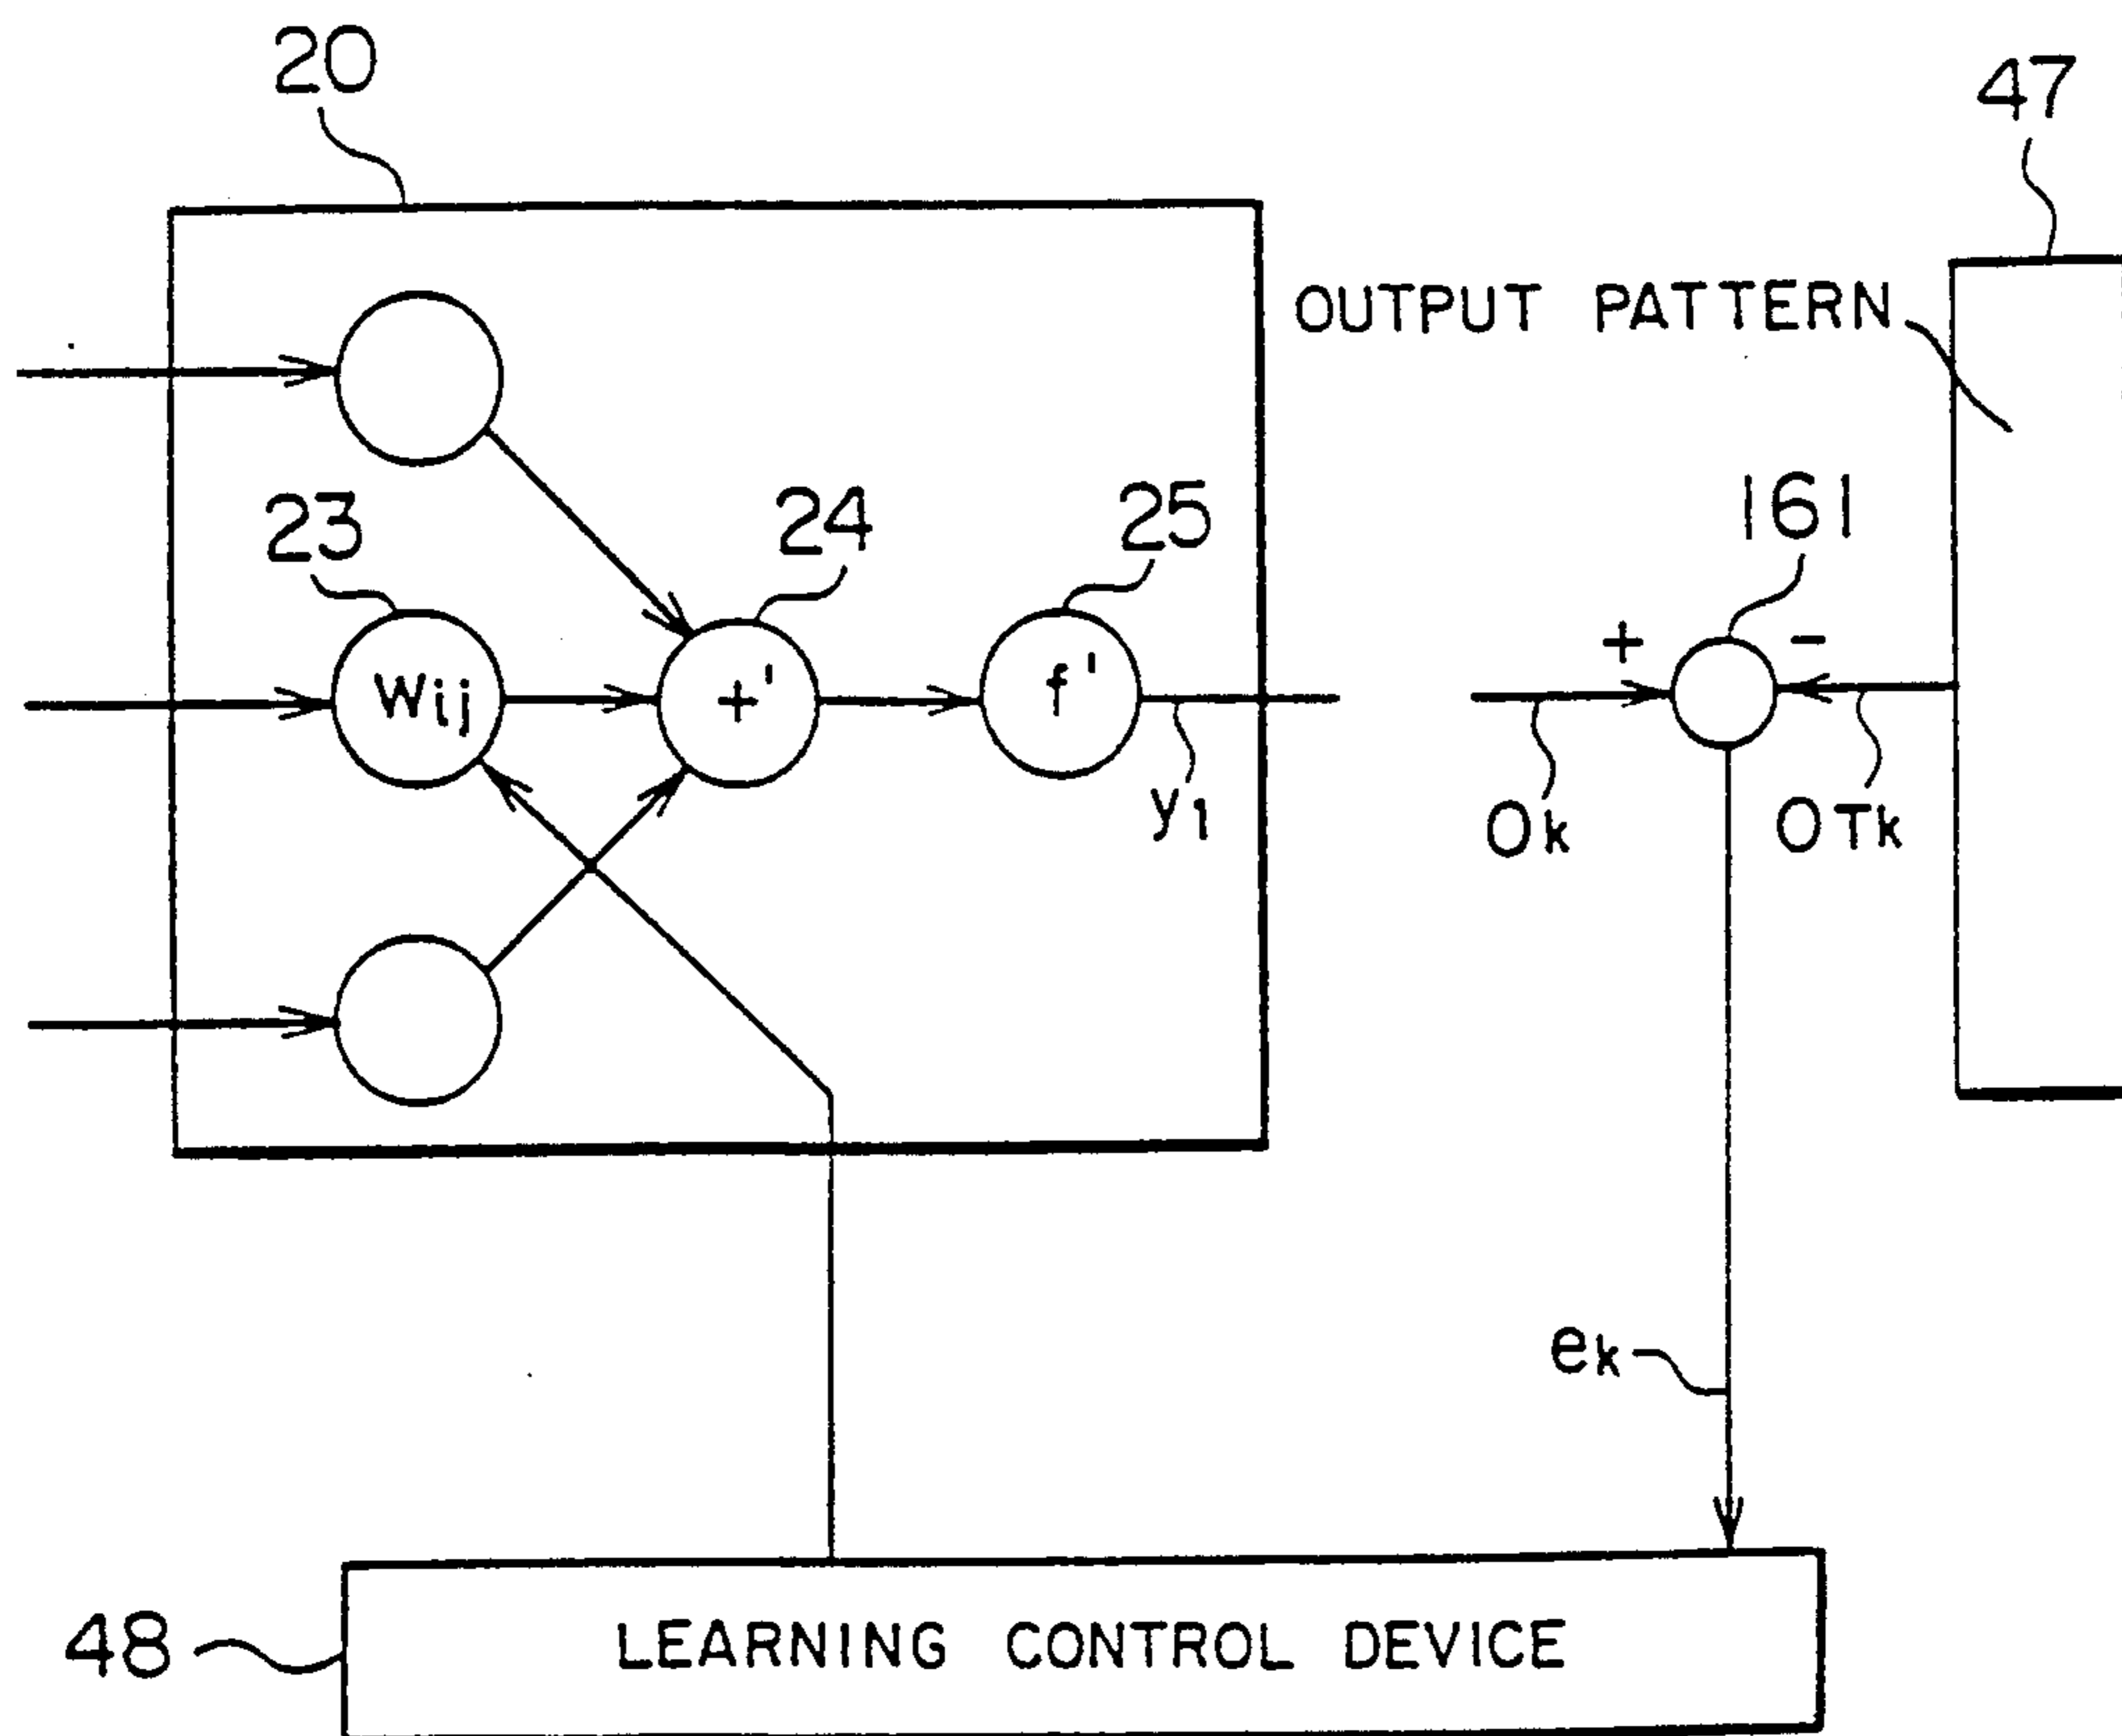 20
47
OUTPUT PATTERN
23
24
25
161
+
-
Wij
+'
f'
y1
Ok
OTk
ek
48
LEARNING CONTROL DEVICE